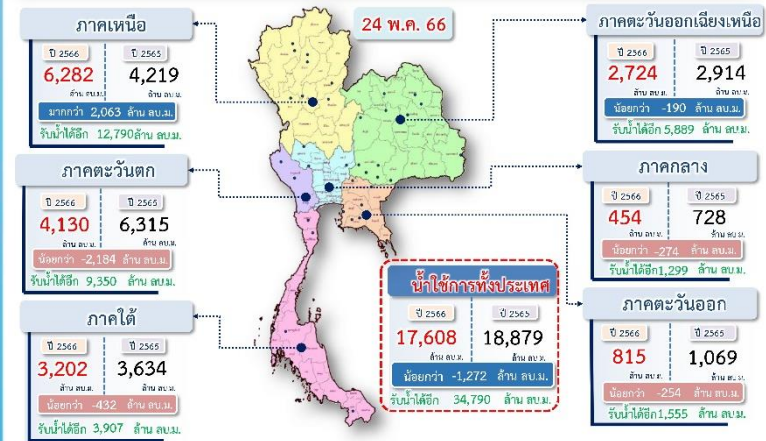 24 พ.ค. 66
ภาคเหนือ
ปี 2566 ปี 2565
6,282 4,219
ล้าน ลบ.ม. ล้าน ลบ.ม.
มากกว่า 2,063 ล้าน ลบ.ม.
รับน้ำได้อีก 12,790ล้าน ลบ.ม.
ภาคตะวันออกเฉียงเหนือ
ปี 2566 ปี 2565
2,724 2,914
ล้าน ลบ.ม. ล้าน ลบ.ม.
น้อยกว่า -190 ล้าน ลบ.ม.
รับน้ำได้อีก 5,889 ล้าน ลบ.ม.
ภาคตะวันตก
ปี 2566 ปี 2565
4,130 6,315
ล้าน ลบ.ม. ล้าน ลบ.ม.
น้อยกว่า -2,184 ล้าน ลบ.ม.
รับน้ำได้อีก 9,350 ล้าน ลบ.ม.
ภาคกลาง
ปี 2566 ปี 2565
454 728
ล้าน ลบ.ม. ล้าน ลบ.ม.
น้อยกว่า -274 ล้าน ลบ.ม.
รับน้ำได้อีก1,299 ล้าน ลบ.ม.
ภาคใต้
ปี 2566 ปี 2565
3,202 3,634
ล้าน ลบ.ม. ล้าน ลบ.ม.
น้อยกว่า -432 ล้าน ลบ.ม.
รับน้ำได้อีก 3,907 ล้าน ลบ.ม.
น้ำใช้การทั้งประเทศ
ปี 2566 ปี 2565
17,608 18,879
ล้าน ลบ.ม. ล้าน ลบ.ม.
น้อยกว่า -1,272 ล้าน ลบ.ม.
รับน้ำได้อีก 34,790 ล้าน ลบ.ม.
ภาคตะวันออก
ปี 2566 ปี 2565
815 1,069
ล้าน ลบ.ม. ล้าน ลบ.ม.
น้อยกว่า -254 ล้าน ลบ.ม.
รับน้ำได้อีก1,555 ล้าน ลบ.ม.